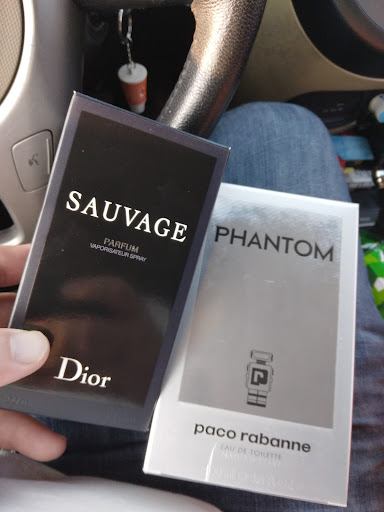 SAUVAGE
PARFUM
VAPORISATEUR SPRAY
Dior
PHANTOM
paco rabanne
EAU DE TOILETTE